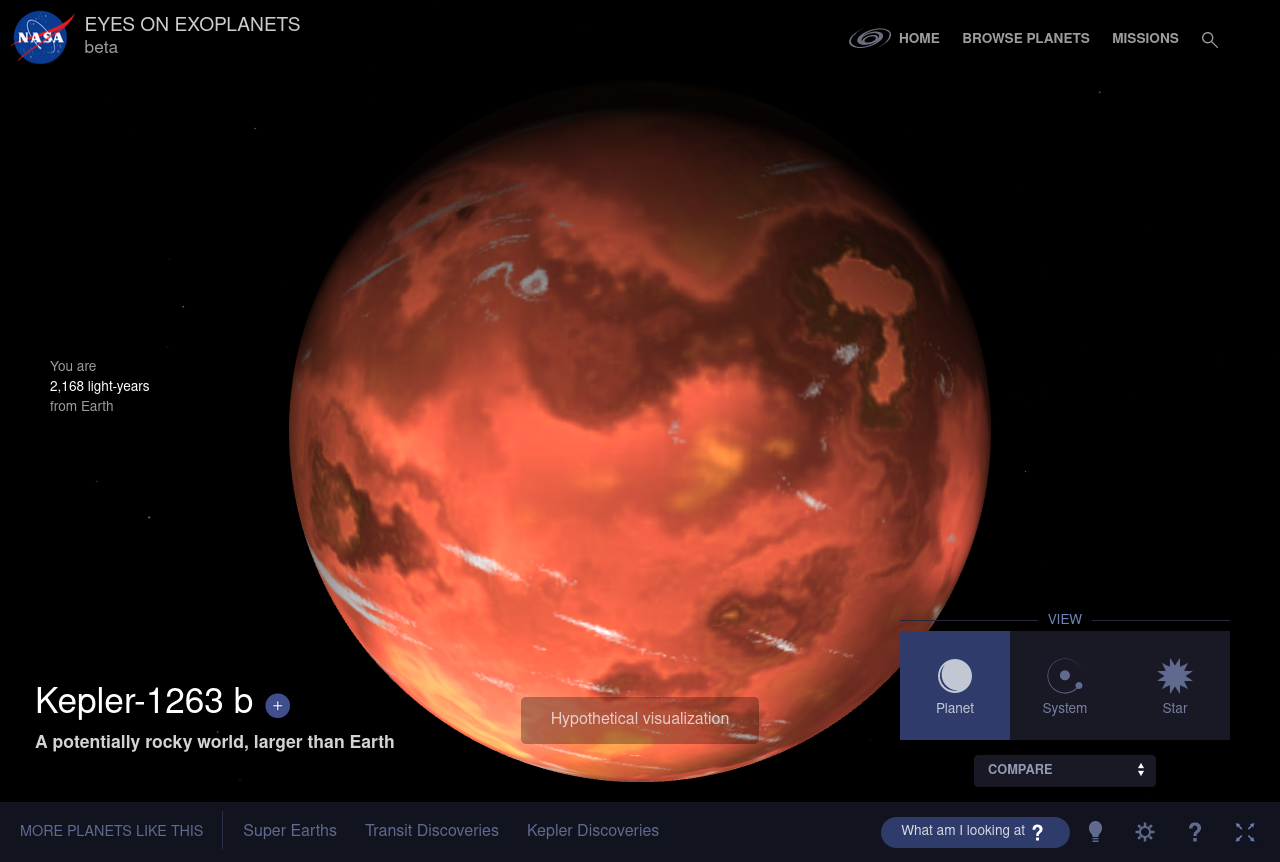 NASA
EYES ON EXOPLANETS
beta
HOME
BROWSE PLANETS
MISSIONS
You are
2,168 light-years
from Earth
VIEW
Planet
System
Star
Kepler-1263 b +
A potentially rocky world, larger than Earth
Hypothetical visualization
COMPARE
MORE PLANETS LIKE THIS
Super Earths
Transit Discoveries
Kepler Discoveries
What am I looking at ?
?